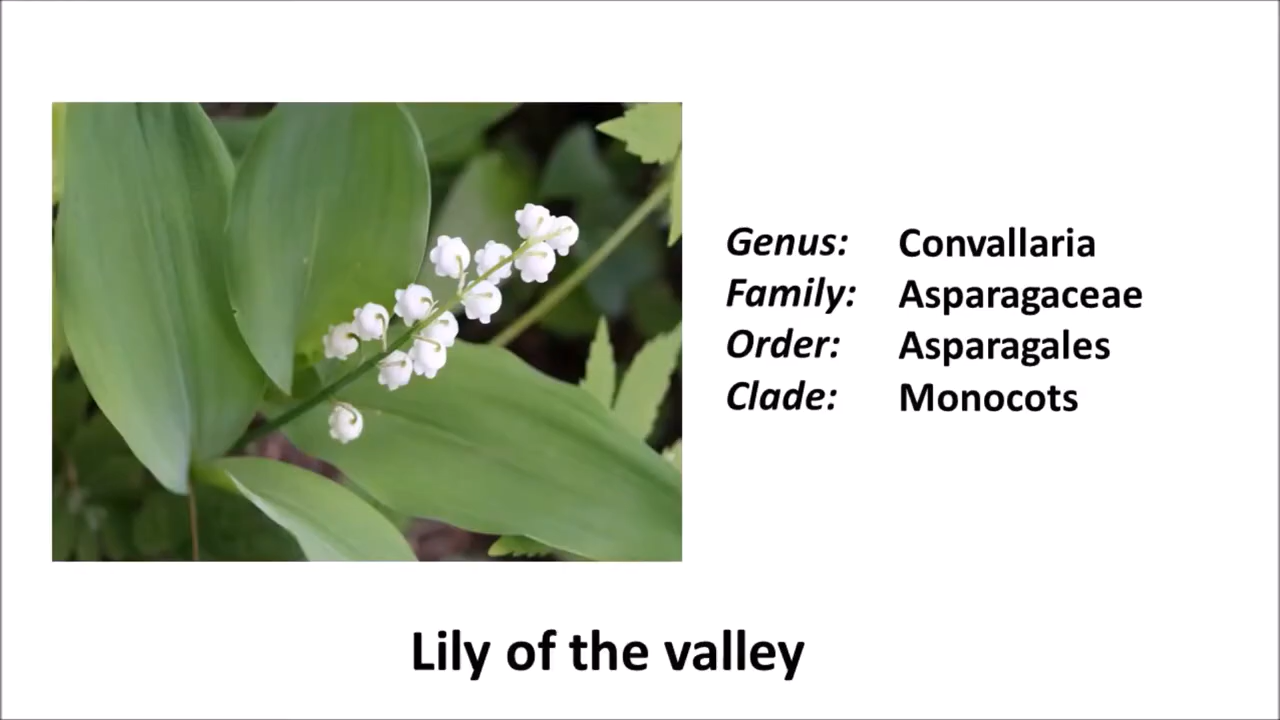 Genus: Convallaria
Family: Asparagaceae
Order: Asparagales
Clade: Monocots
Lily of the valley